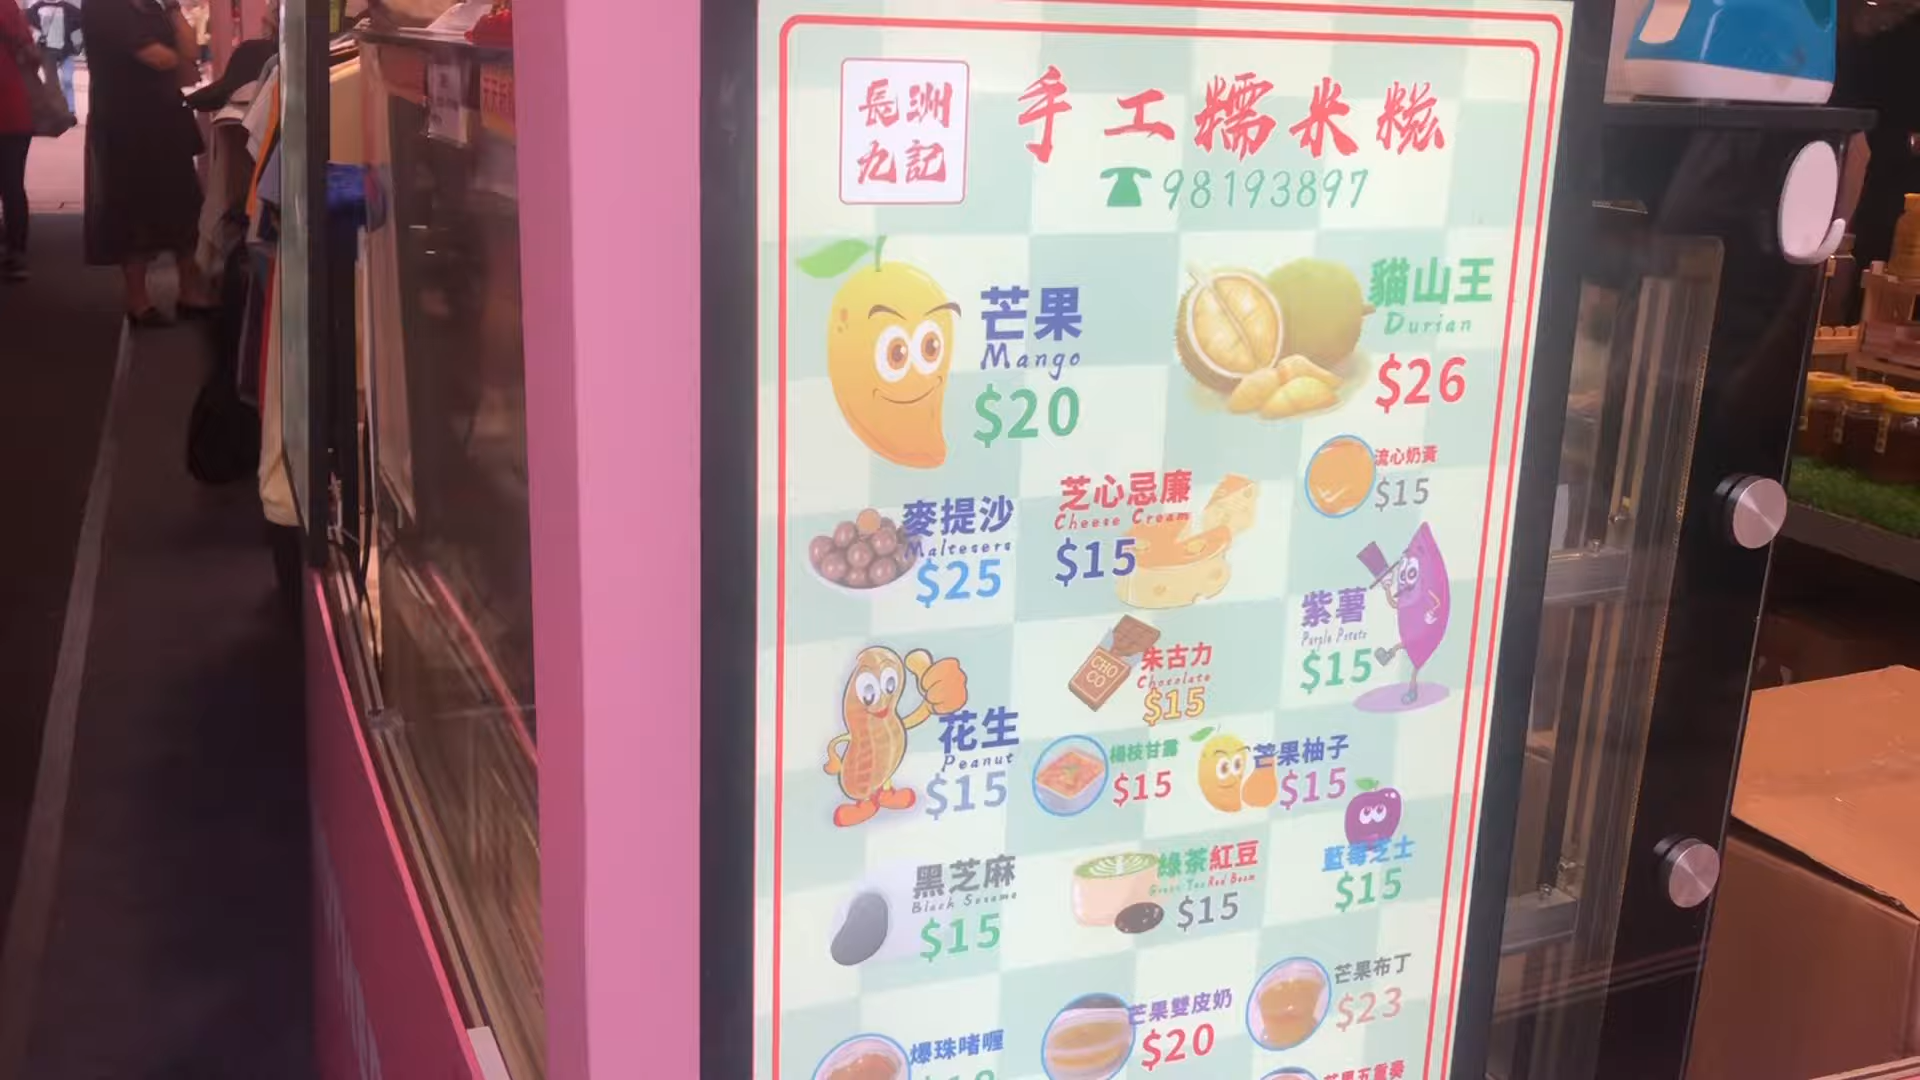 長洲
九記
手工糯米糍
☎98193897
芒果
Mango
$20
貓山王
Durian
$26
流心奶黃
$15
麥提沙
Maltesers
$25
芝心忌廉
Cheese Cream
$15
紫薯
Purple Potato
$15
朱古力
Chocolate
$15
CHO
CO
花生
Peanut
$15
楊枝甘露
$15
芒果柚子
$15
黑芝麻
Black Sesame
$15
綠茶紅豆
Green Tea Red Bean
$15
藍莓芝士
$15
芒果布丁
$23
芒果雙皮奶
$20
爆珠啫喱